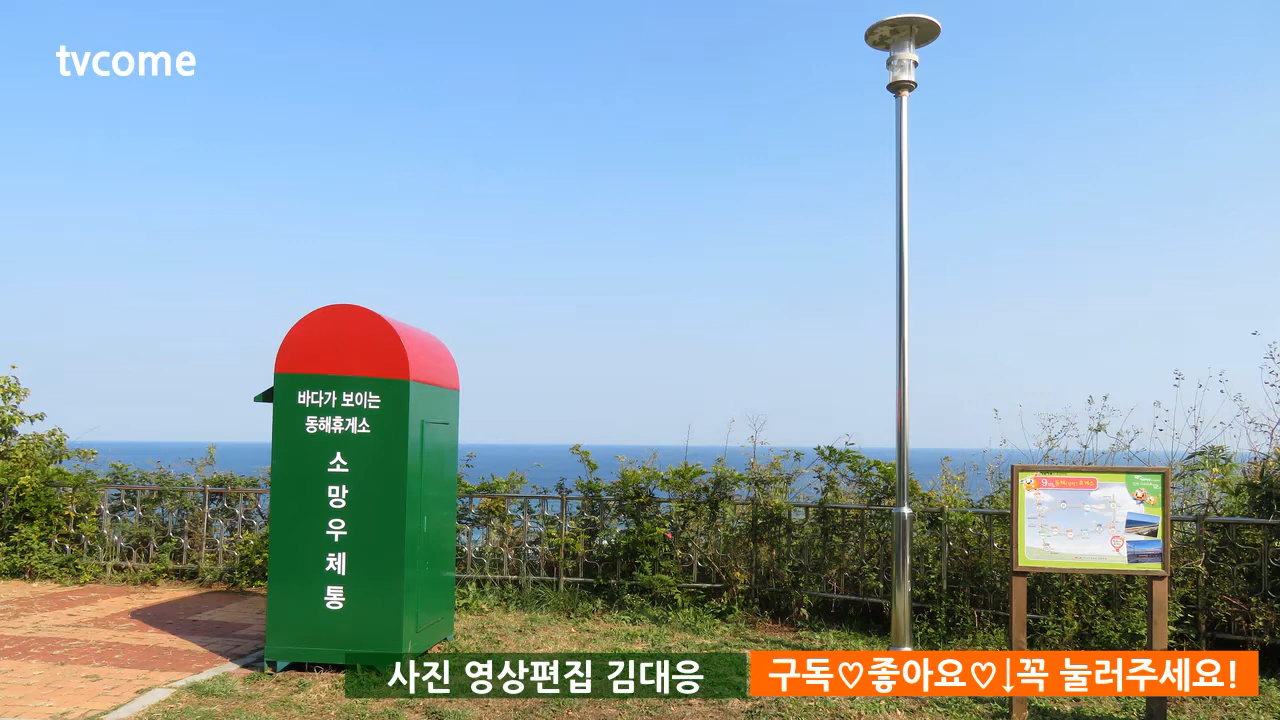 tvcome
바다가 보이는
동해휴게소
소망우체통
사진 영상편집 김대응
구독♡좋아요♡↓꼭 눌러주세요!